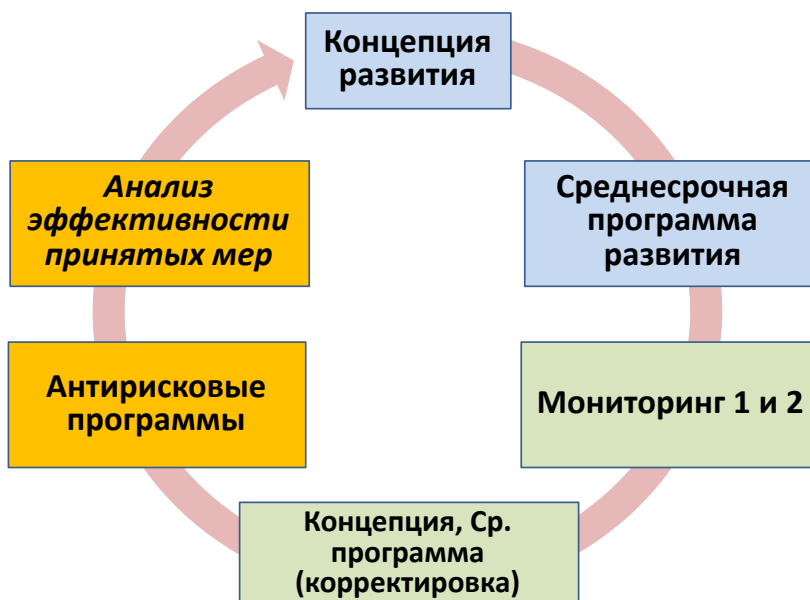 Концепция
развития
Среднесрочная
программа
развития
Мониторинг 1 и 2
Концепция, Ср.
программа
(корректировка)
Антирисковые
программы
Анализ
эффективности
принятых мер